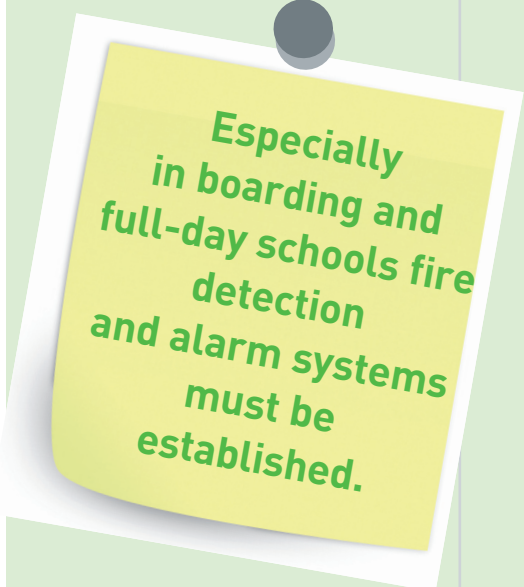 Especially
in boarding and
full-day schools fire
detection
and alarm systems
must be
established.